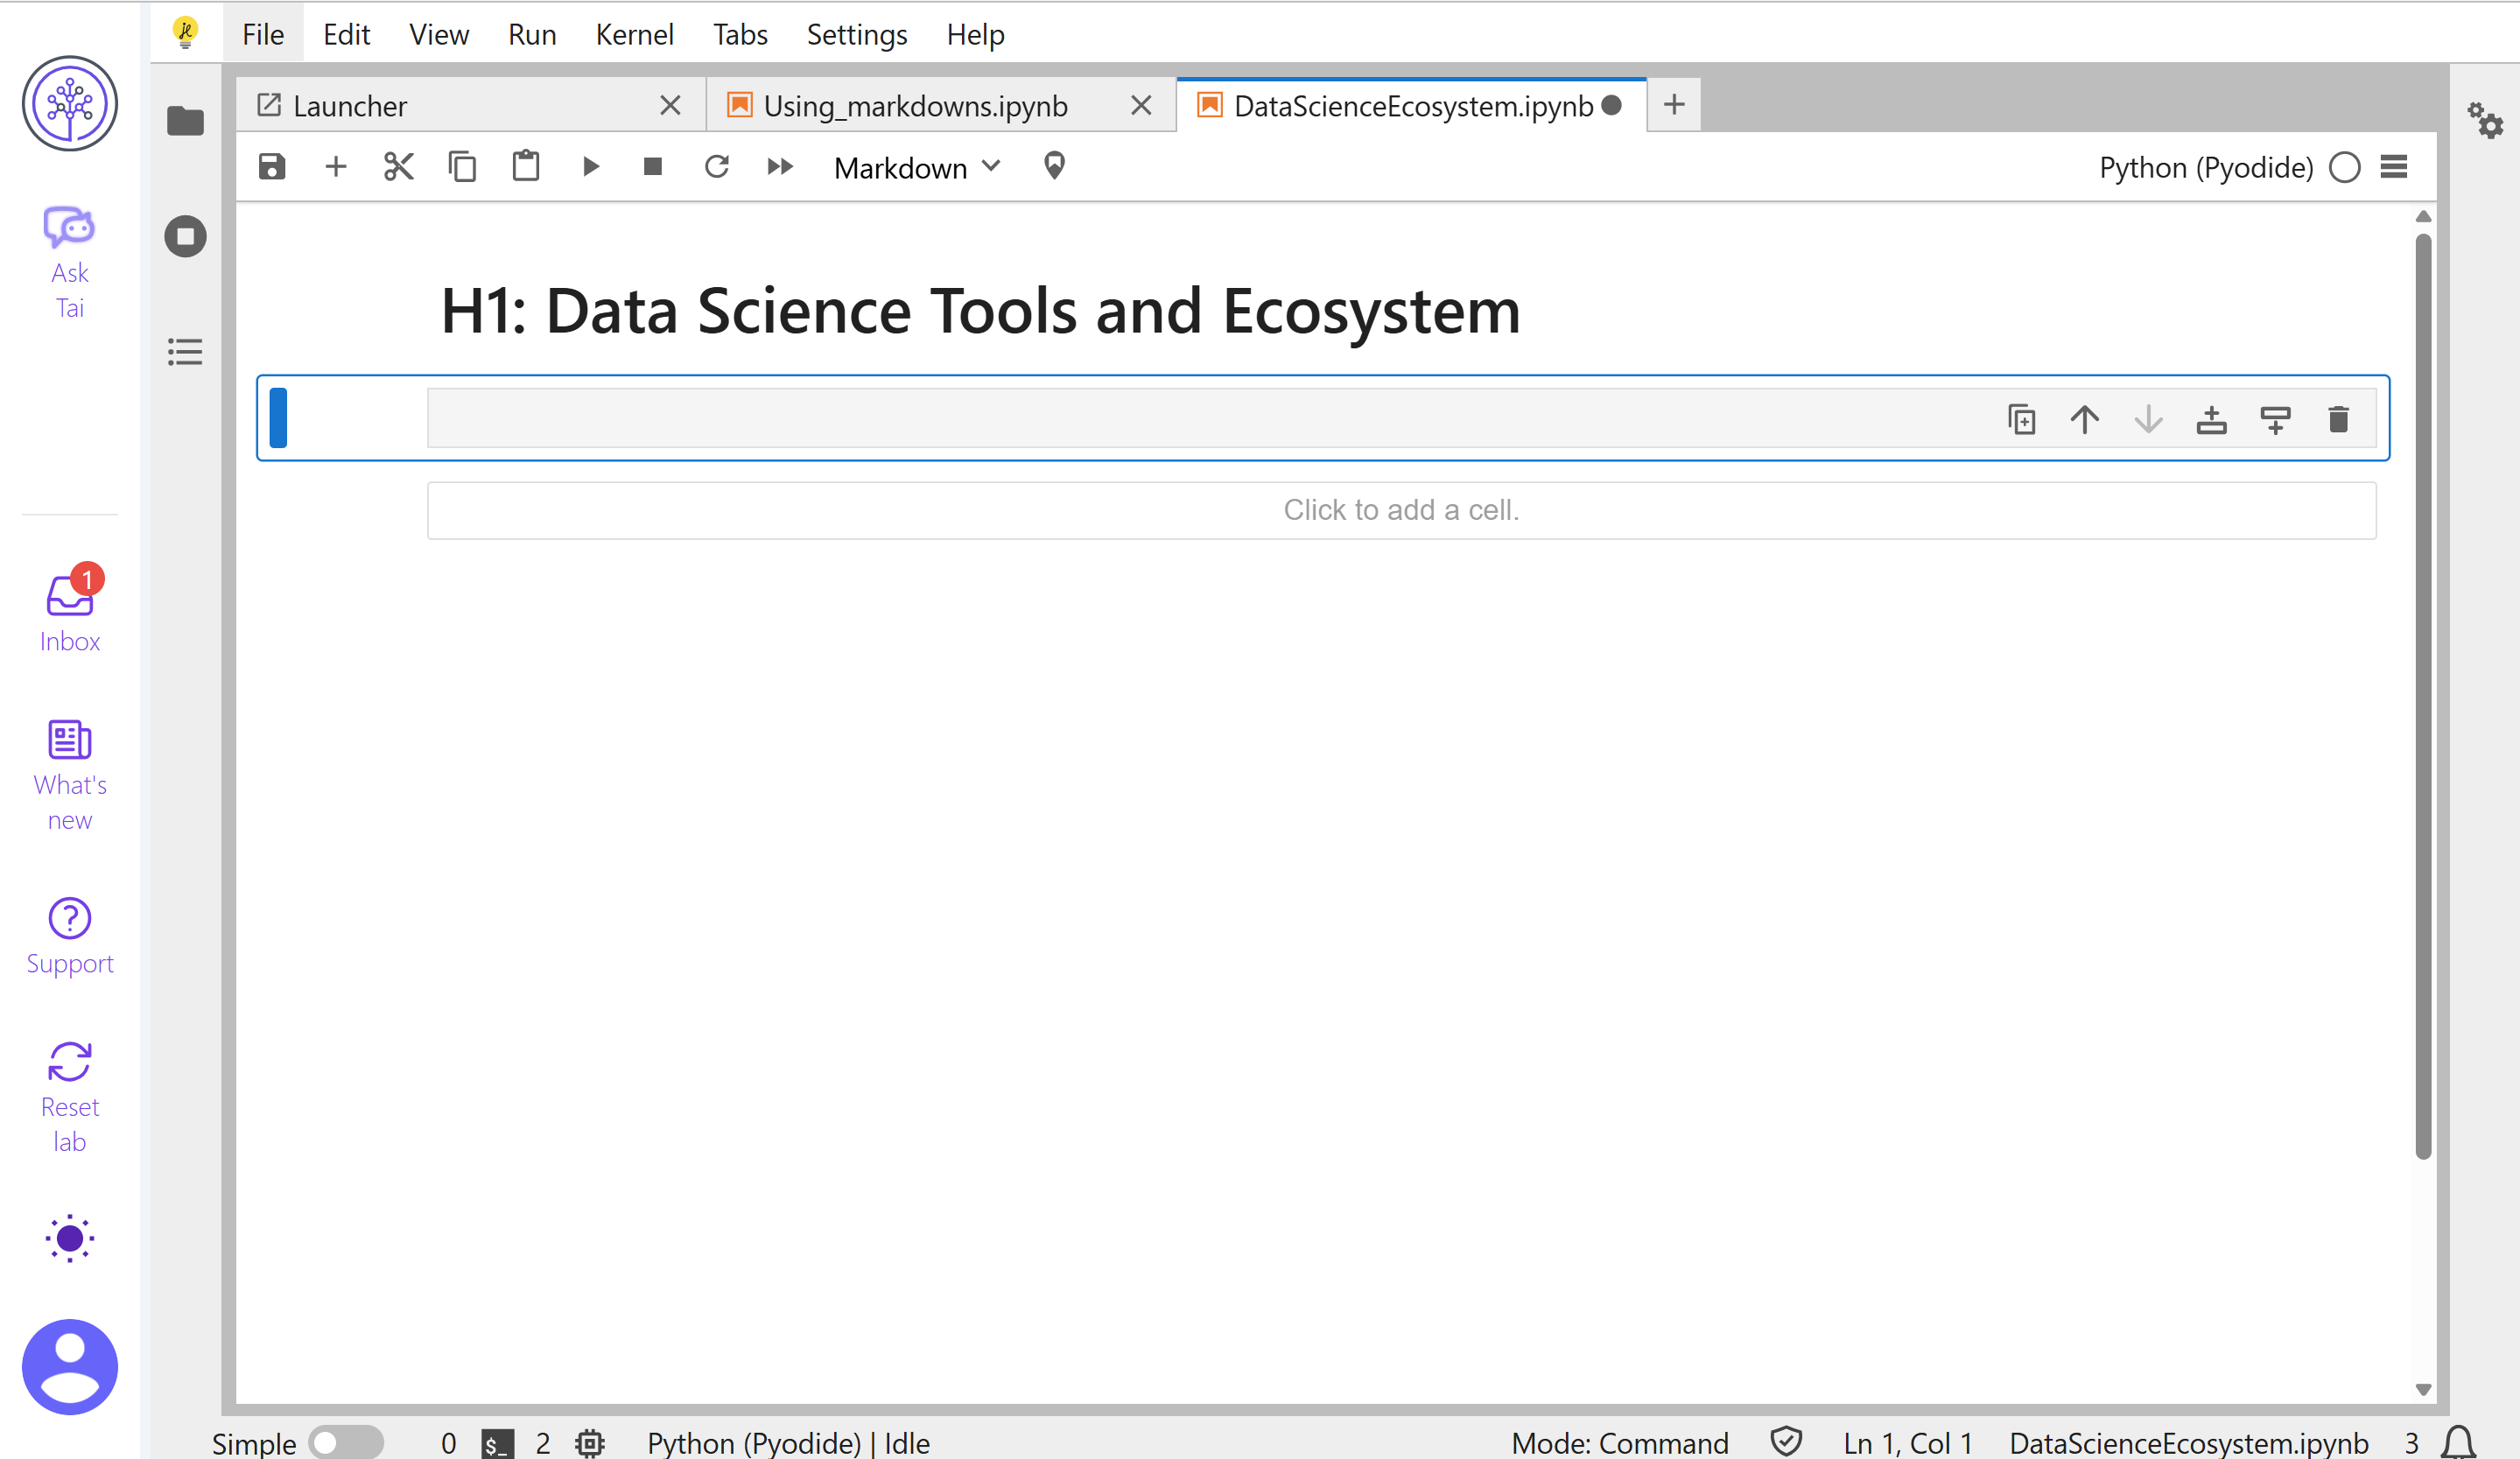 File Edit View Run Kernel Tabs Settings Help
Launcher Using_markdowns.ipynb DataScienceEcosystem.ipynb
Markdown Python (Pyodide)
Ask
Tai
H1: Data Science Tools and Ecosystem
Click to add a cell.
1
Inbox
What's
new
Support
Reset
lab
Simple 0 $_ 2 Python (Pyodide) | Idle Mode: Command Ln 1, Col 1 DataScienceEcosystem.ipynb 3